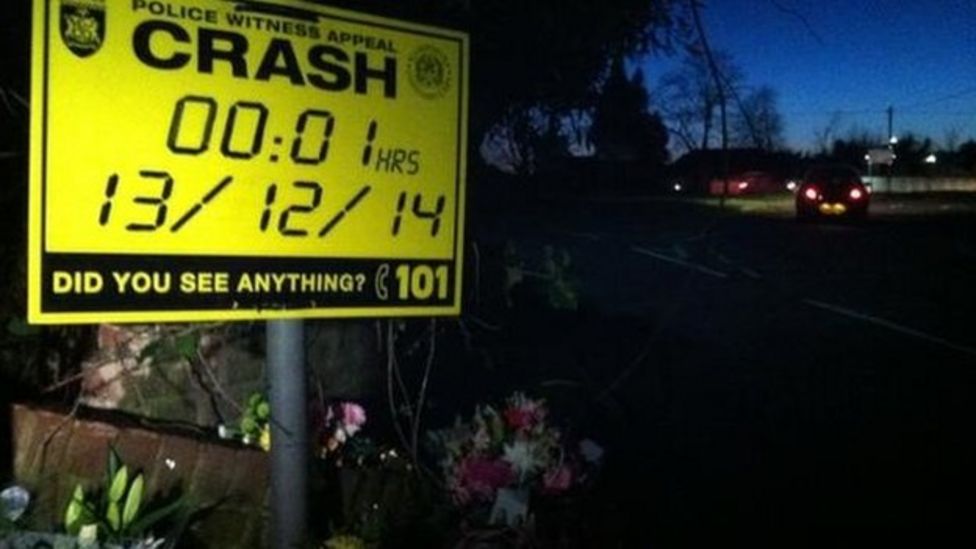 POLICE WITNESS APPEAL
CRASH
00:01 HRS
13/12/14
DID YOU SEE ANYTHING? 101